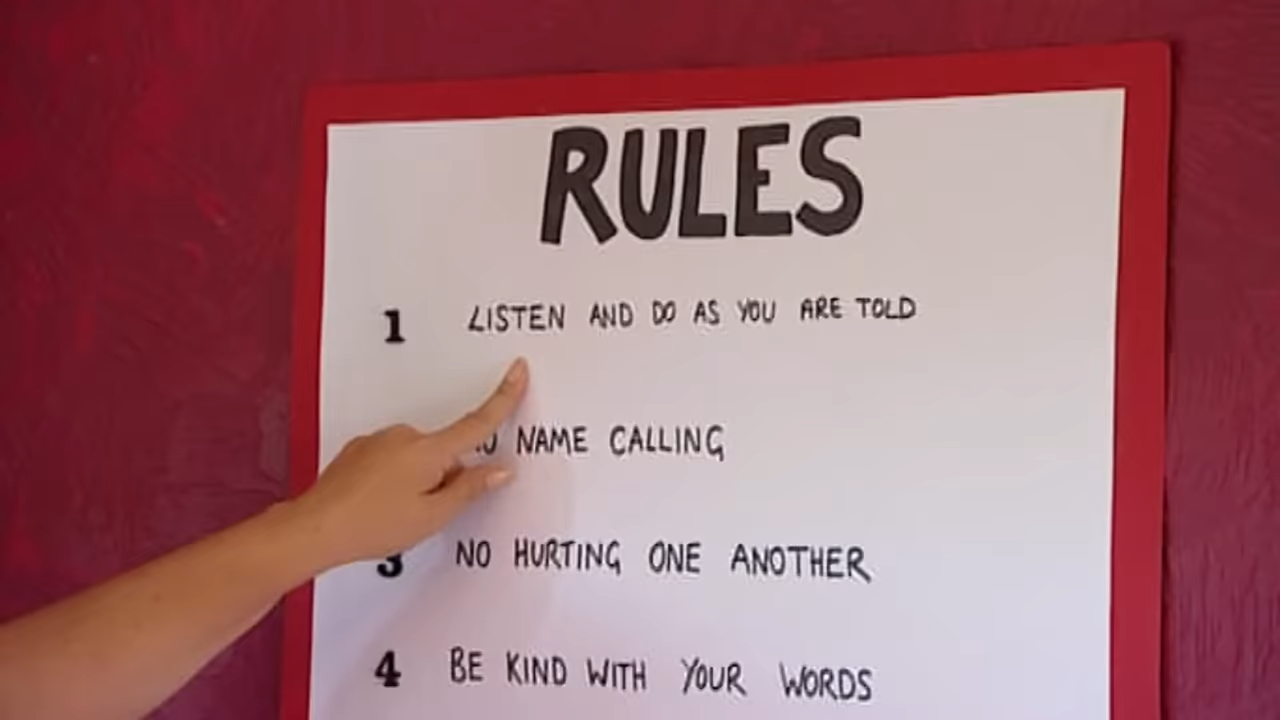 RULES
1 LISTEN AND DO AS YOU ARE TOLD
NAME CALLING
3 NO HURTING ONE ANOTHER
4 BE KIND WITH YOUR WORDS